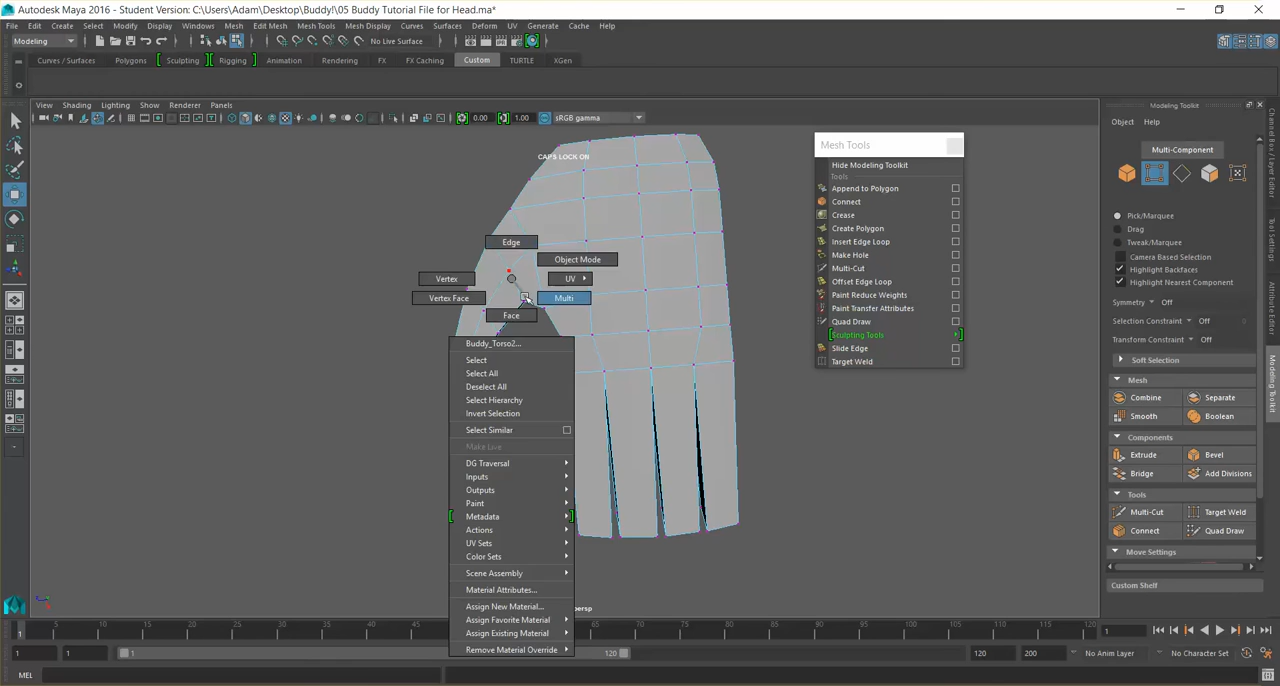 Autodesk Maya 2016 - Student Version: C:\Users\Adam\Desktop\Buddy!\05 Buddy Tutorial File for Head.ma*
File Edit Create Select Modify Display Windows Mesh Edit Mesh Mesh Tools Mesh Display Curves Surfaces Deform UV Generate Cache Help
Modeling No Live Surface
Curves / Surfaces Polygons Sculpting Rigging Animation Rendering FX FX Caching Custom TURTLE XGen
View Shading Lighting Show Renderer Panels
0.00 1.00 sRGB gamma
CAPS LOCK ON
Edge
Object Mode
Vertex
UV
Vertex Face
Multi
Face
Buddy_Torso2...
Select
Select All
Deselect All
Select Hierarchy
Invert Selection
Select Similar
Make Live
DG Traversal
Inputs
Outputs
Paint
Metadata
Actions
UV Sets
Color Sets
Scene Assembly
Material Attributes...
Assign New Material...
Assign Favorite Material
Assign Existing Material
Remove Material Override
persp
Mesh Tools
Hide Modeling Toolkit
Tools
Append to Polygon
Connect
Crease
Create Polygon
Insert Edge Loop
Make Hole
Multi-Cut
Offset Edge Loop
Paint Reduce Weights
Paint Transfer Attributes
Quad Draw
Sculpting Tools
Slide Edge
Target Weld
Modeling Toolkit
Object Help
Multi-Component
Pick/Marquee
Drag
Tweak/Marquee
Camera Based Selection
Highlight Backfaces
Highlight Nearest Component
Symmetry Off
Selection Constraint Off
Transform Constraint Off
Soft Selection
Mesh
Combine Separate
Smooth Boolean
Components
Extrude Bevel
Bridge Add Divisions
Tools
Multi-Cut Target Weld
Connect Quad Draw
Move Settings
Custom Shelf
Channel Box / Layer Editor
Tool Settings
Attribute Editor
Modeling Toolkit
1 5 10 15 20 25 30 35 40 45 65 70 75 80 85 90 95 100 105 110 115 120 1
1 1 1 120 120 200 No Anim Layer No Character Set
MEL